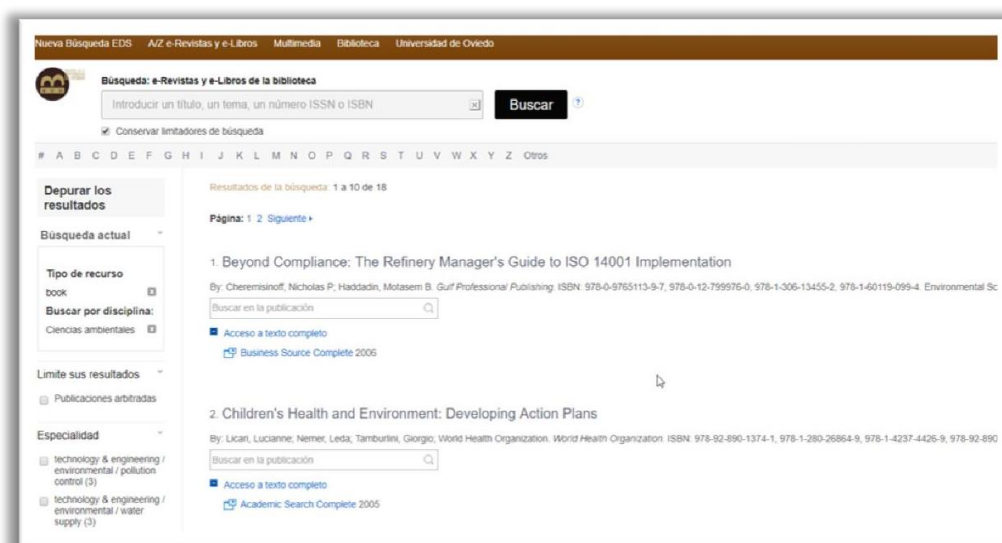 Nueva Búsqueda EDS A/Z e-Revistas y e-Libros Multimedia Biblioteca Universidad de Oviedo
Búsqueda: e-Revistas y e-Libros de la biblioteca
Introducir un título, un tema, un número ISSN o ISBN
Buscar
Conservar limitadores de búsqueda
# A B C D E F G H I J K L M N O P Q R S T U V W X Y Z Otros
Depurar los
resultados
Búsqueda actual
Tipo de recurso
book
Buscar por disciplina:
Ciencias ambientales
Limite sus resultados
Publicaciones arbitradas
Especialidad
technology & engineering /
environmental / pollution
control (3)
technology & engineering /
environmental / water
supply (3)
Resultados de la búsqueda: 1 a 10 de 18
Página: 1 2 Siguiente
1. Beyond Compliance: The Refinery Manager's Guide to ISO 14001 Implementation
By: Cheremisinoff, Nicholas P; Haddadin, Motasem B. Gulf Professional Publishing. ISBN: 978-0-9765113-9-7, 978-0-12-799976-0, 978-1-306-13455-2, 978-1-60119-099-4. Environmental Sc
Buscar en la publicación
Acceso a texto completo
Business Source Complete 2006
2. Children's Health and Environment: Developing Action Plans
By: Licari, Lucianne; Nemer, Leda; Tamburlini, Giorgio; World Health Organization. World Health Organization. ISBN: 978-92-890-1374-1, 978-1-280-26864-9, 978-1-4237-4426-9, 978-92-890
Buscar en la publicación
Acceso a texto completo
Academic Search Complete 2005